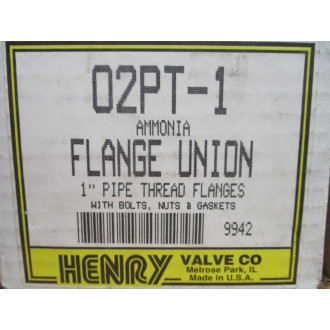 02PT-1
AMMONIA
FLANGE UNION
1" PIPE THREAD FLANGES
WITH BOLTS, NUTS & GASKETS
9942
HENRY VALVE CO
Melrose Park, IL
Made in U.S.A.